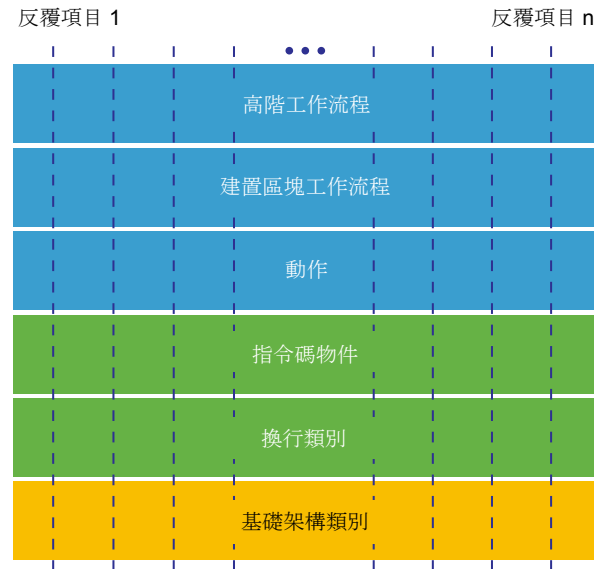 反覆項目 1
反覆項目 n
•••
高階工作流程
建置區塊工作流程
動作
指令碼物件
換行類別
基礎架構類別